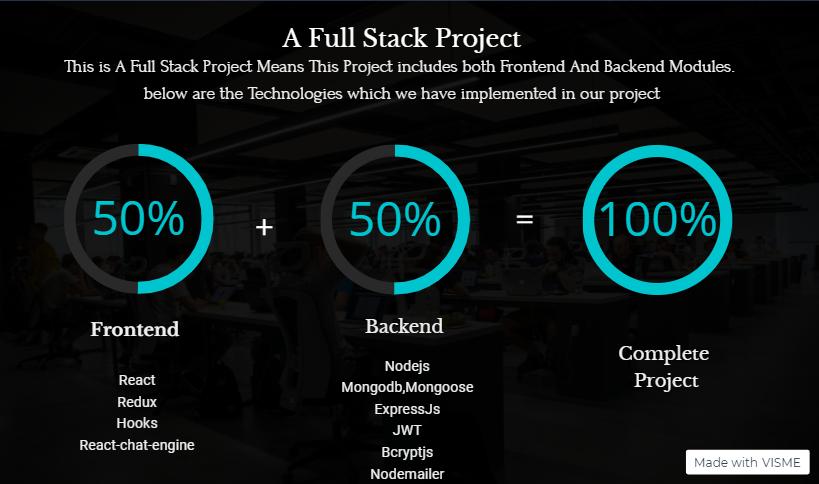 A Full Stack Project
This is A Full Stack Project Means This Project includes both Frontend And Backend Modules.
below are the Technologies which we have implemented in our project
50%
+
50%
=
100%
Frontend
React
Redux
Hooks
React-chat-engine
Backend
Nodejs
Mongodb,Mongoose
ExpressJs
JWT
Bcryptjs
Nodemailer
Complete
Project
Made with VISME